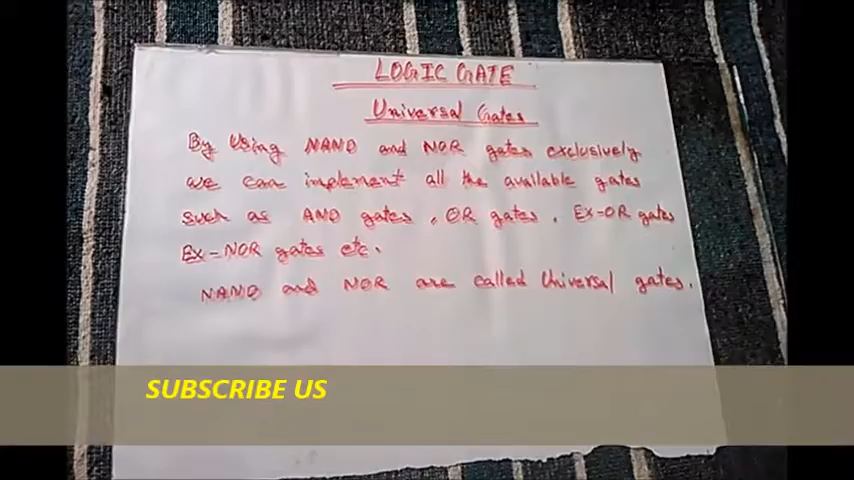 LOGIC GATE
Universal Gates
By Using NAND and NOR gates exclusively
we can implement all the available gates
such as AND gates, OR gates, EX-OR gates
EX-NOR gates etc.
NAND and NOR are called Universal gates.
SUBSCRIBE US